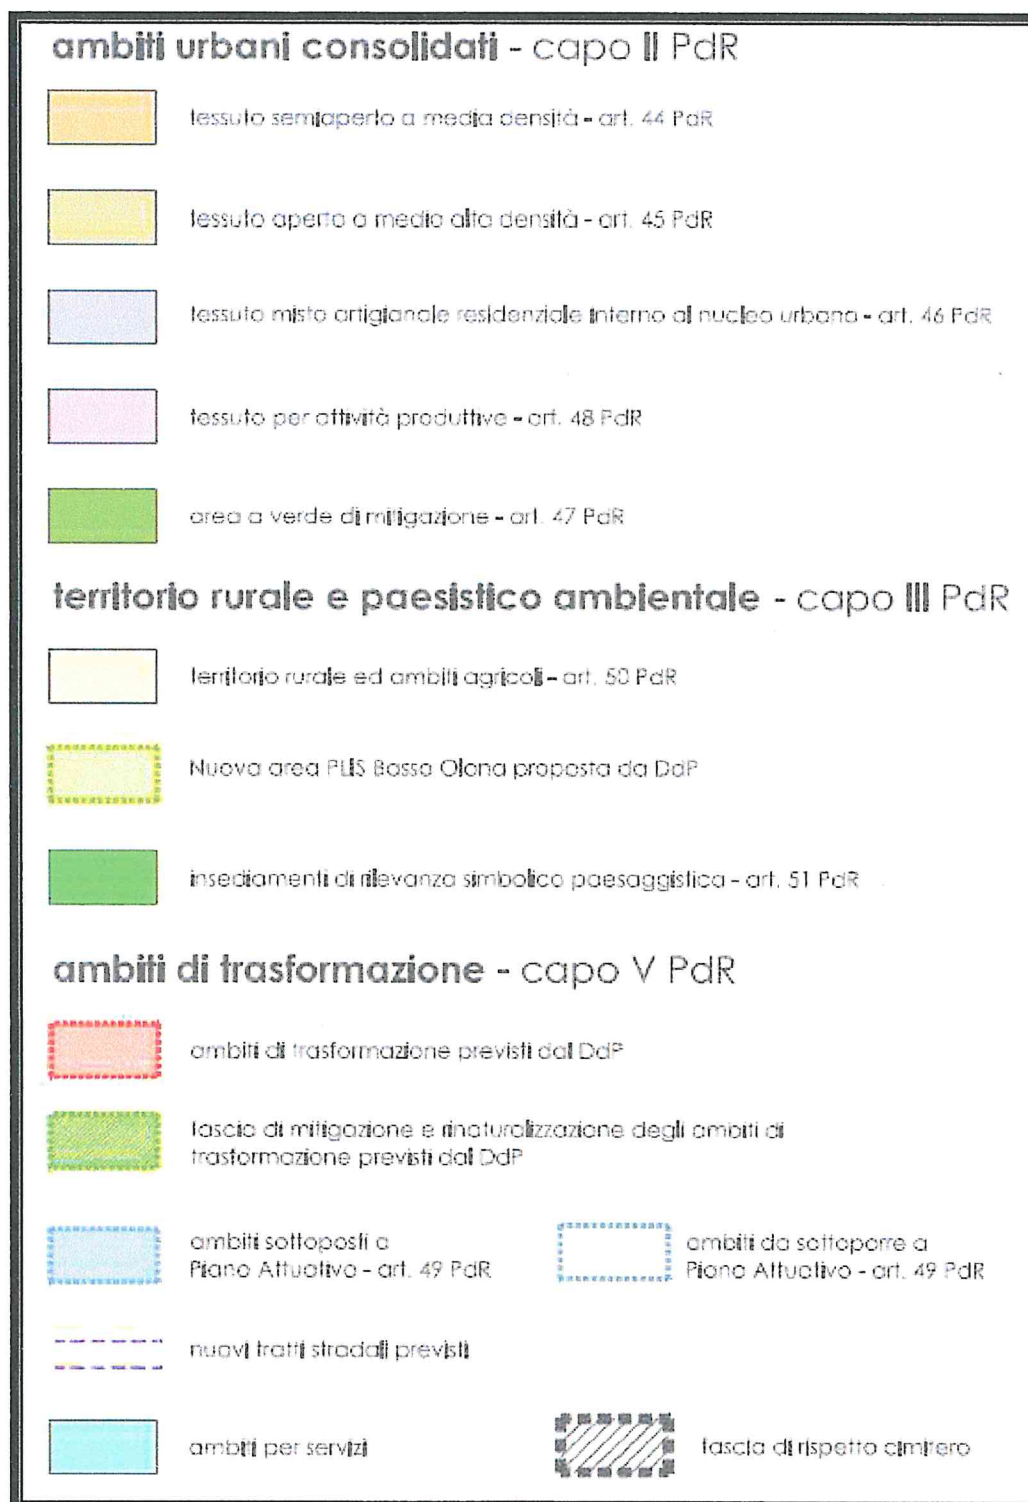 ambiti urbani consolidati - capo II PdR
tessuto semiaperto a media densità - art. 44 PdR
tessuto aperto a medio alta densità - art. 45 PdR
tessuto misto artigianale residenziale interno al nucleo urbano - art. 46 PdR
tessuto per attività produttive - art. 48 PdR
area a verde di mitigazione - art. 47 PdR
territorio rurale e paesistico ambientale - capo III PdR
territorio rurale ed ambiti agricoli - art. 50 PdR
Nuova area PLIS Basso Olona proposta da DdP
insediamenti di rilevanza simbolico paesaggistica - art. 51 PdR
ambiti di trasformazione - capo V PdR
ambiti di trasformazione previsti dal DdP
fascia di mitigazione e rinaturalizzazione degli ambiti di
trasformazione previsti dal DdP
ambiti sottoposti a
Piano Attuativo - art. 49 PdR
ambiti da sottoporre a
Piano Attuativo - art. 49 PdR
nuovi tratti stradali previsti
ambiti per servizi
fascia di rispetto cimitero